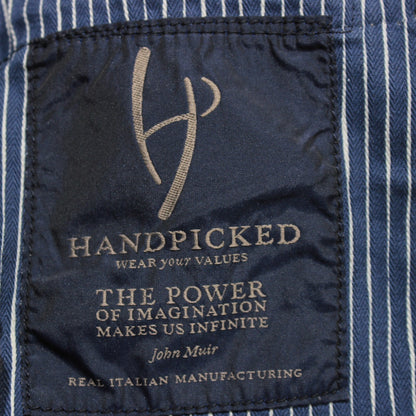 HANDPICKED
WEAR your VALUES
THE POWER
OF IMAGINATION
MAKES US INFINITE
John Muir
REAL ITALIAN MANUFACTURING